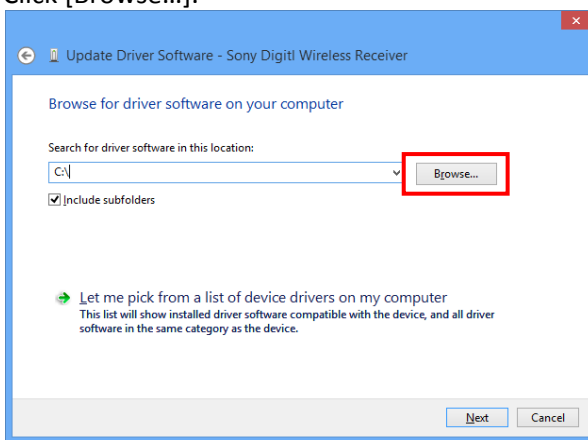 Click [Browse...].
Update Driver Software - Sony Digitl Wireless Receiver
Browse for driver software on your computer
Search for driver software in this location:
C:\
Browse...
Include subfolders
Let me pick from a list of device drivers on my computer
This list will show installed driver software compatible with the device, and all driver
software in the same category as the device.
Next Cancel